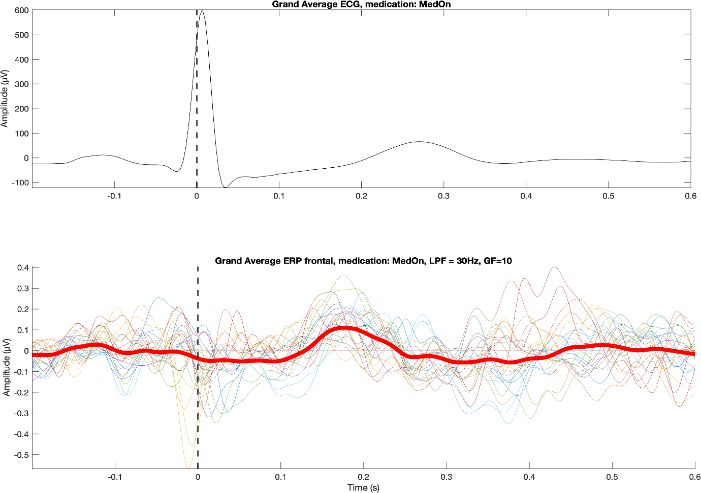 Grand Average ECG, medication: MedOn
600
500
400
300
200
100
0
-100
Amplitude (µV)
-0.1 0 0.1 0.2 0.3 0.4 0.5 0.6
Grand Average ERP frontal, medication: MedOn, LPF = 30Hz, GF=10
0.4
0.3
0.2
0.1
0
-0.1
-0.2
-0.3
-0.4
-0.5
Amplitude (µV)
-0.1 0 0.1 0.2 0.3 0.4 0.5 0.6
Time (s)